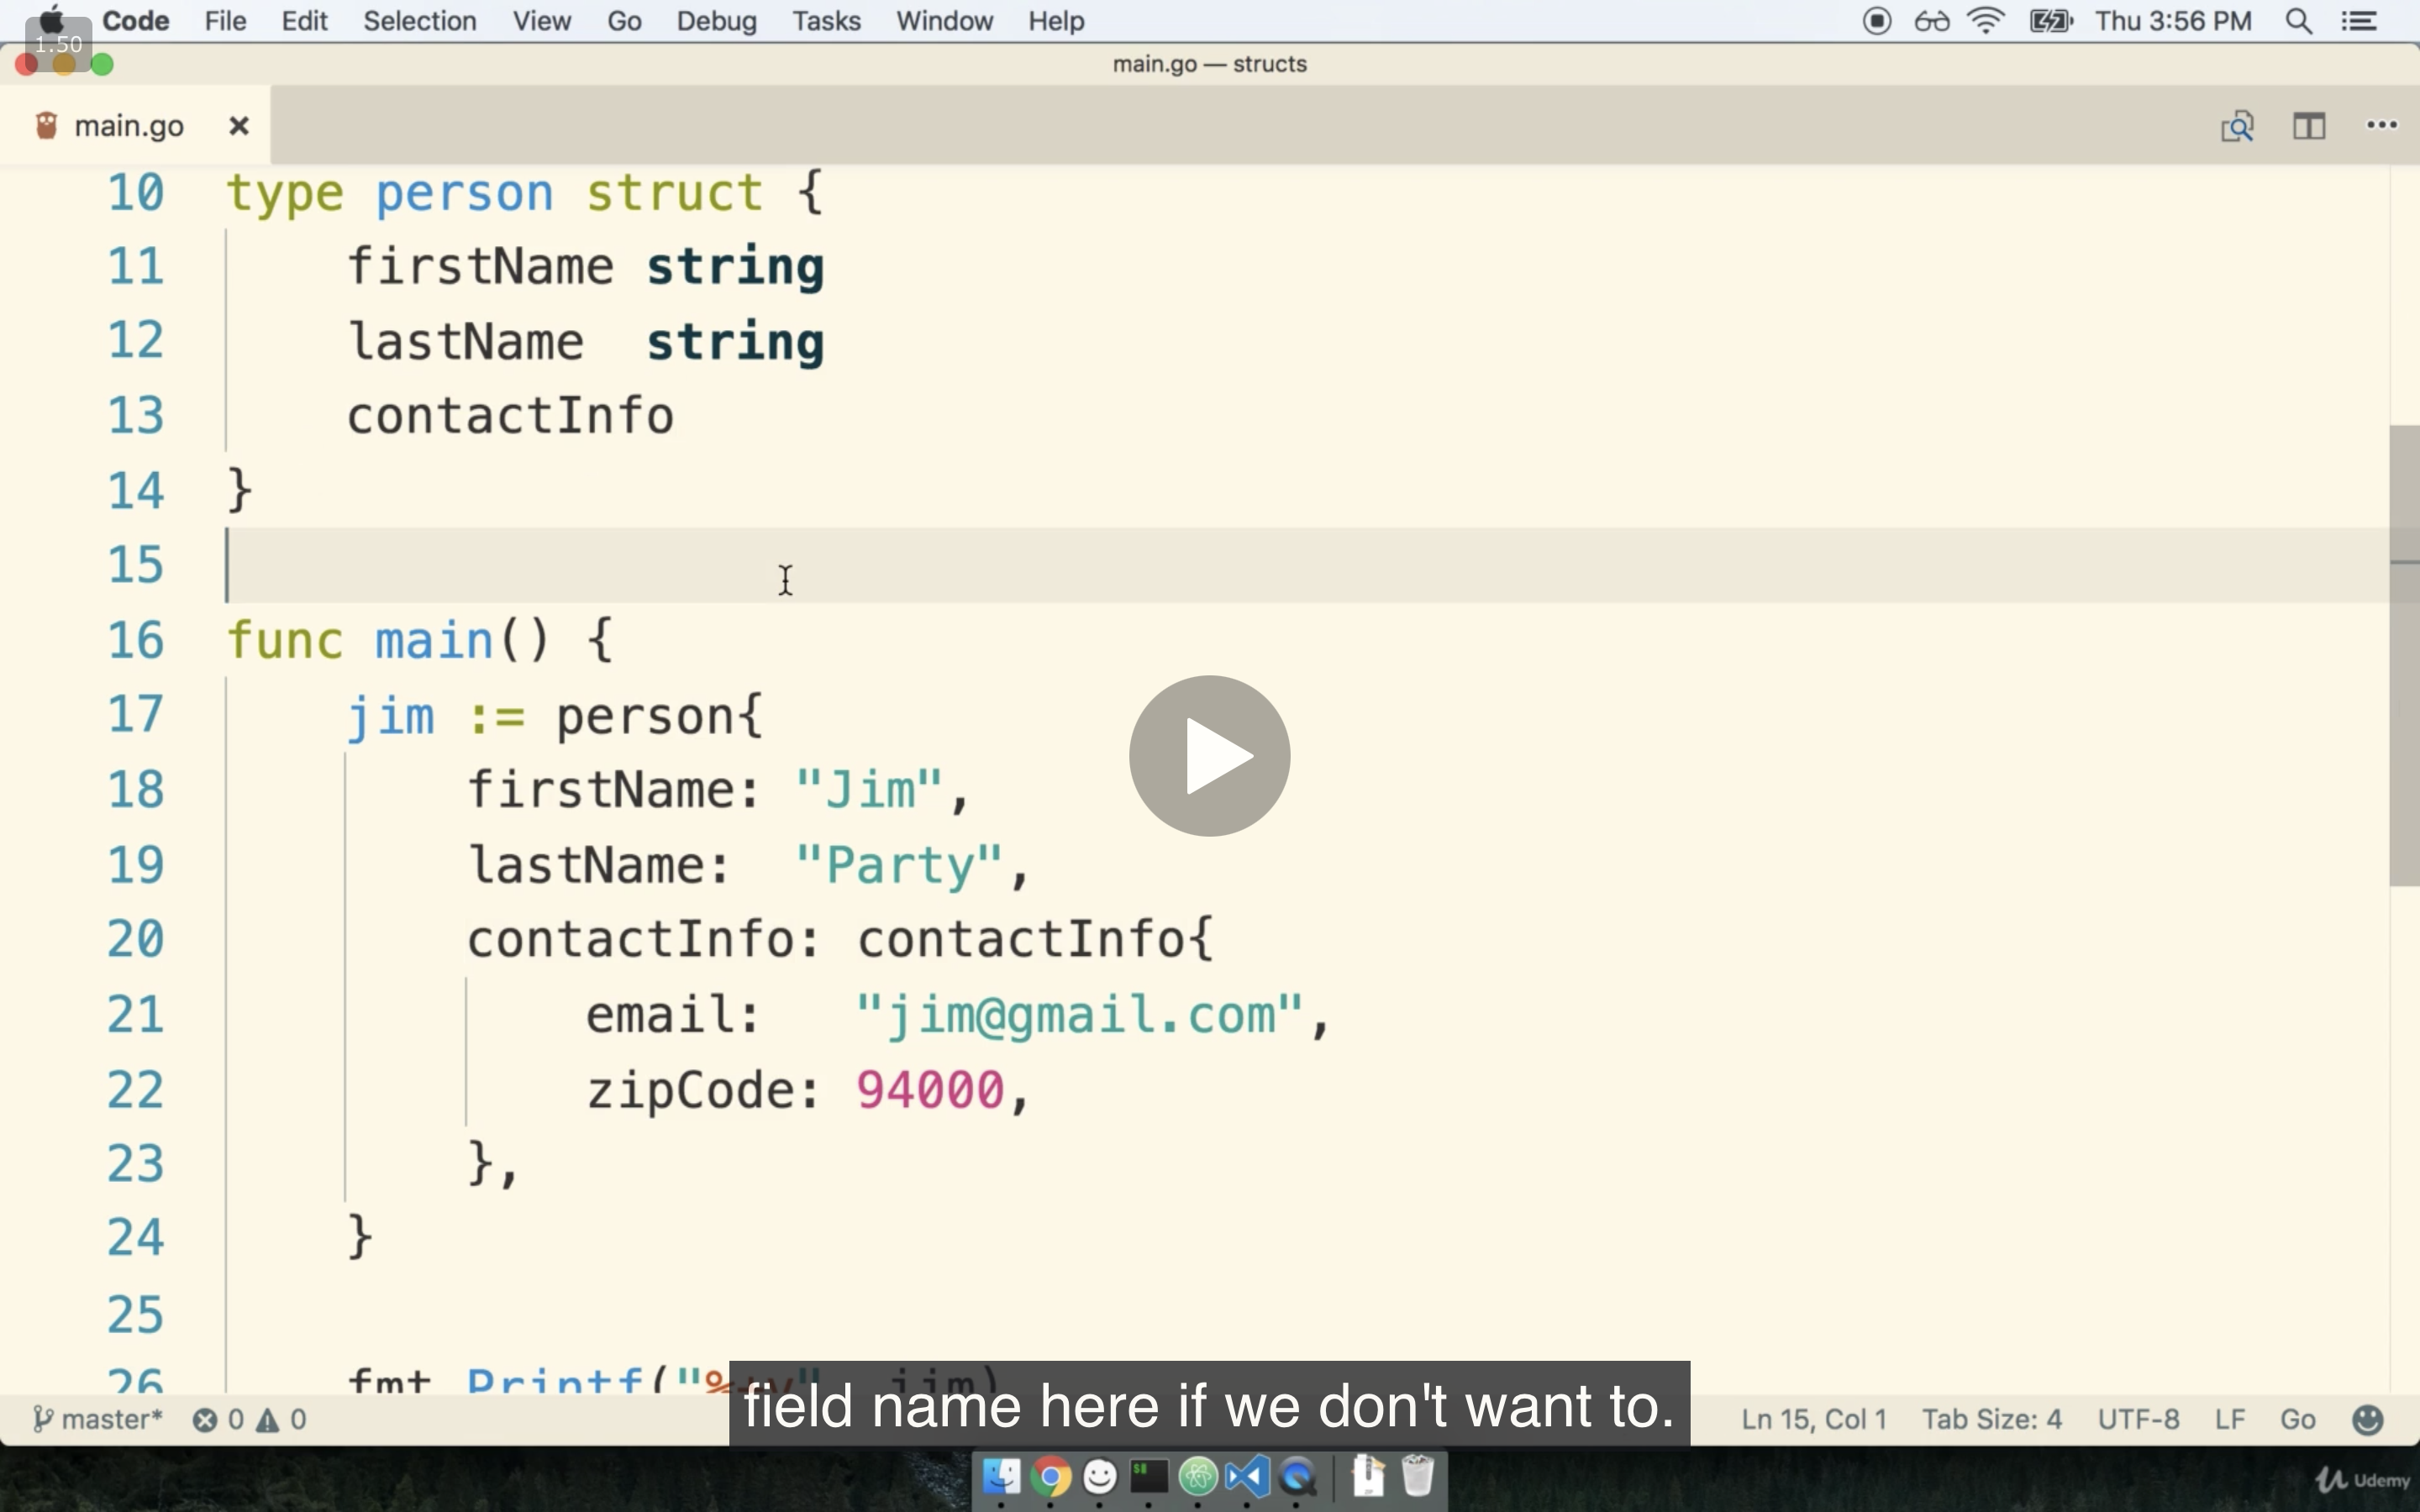 Code File Edit Selection View Go Debug Tasks Window Help Thu 3:56 PM
1.50
main.go — structs
main.go
10 type person struct {
11 firstName string
12 lastName string
13 contactInfo
14 }
15
16 func main() {
17 jim := person{
18 firstName: "Jim",
19 lastName: "Party",
20 contactInfo: contactInfo{
21 email: "jim@gmail.com",
22 zipCode: 94000,
23 },
24 }
25
26 fmt.Printf("%+v", jim)
field name here if we don't want to.
master* 0 0 Ln 15, Col 1 Tab Size: 4 UTF-8 LF Go
Udemy